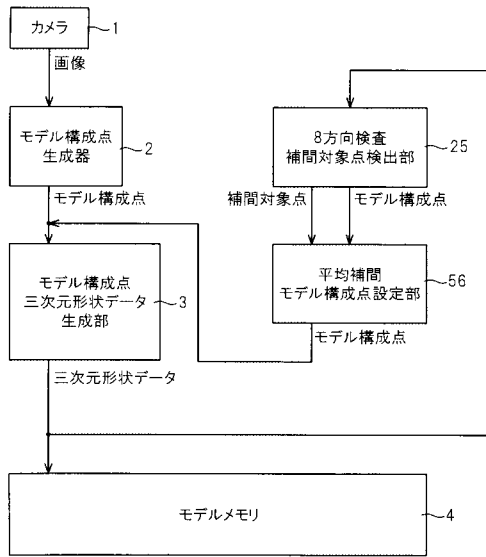 カメラ
1
画像
モデル構成点
生成器
2
モデル構成点
モデル構成点
三次元形状データ
生成部
3
三次元形状データ
8方向検査
補間対象点検出部
25
補間対象点
モデル構成点
平均補間
モデル構成点設定部
56
モデル構成点
モデルメモリ
4